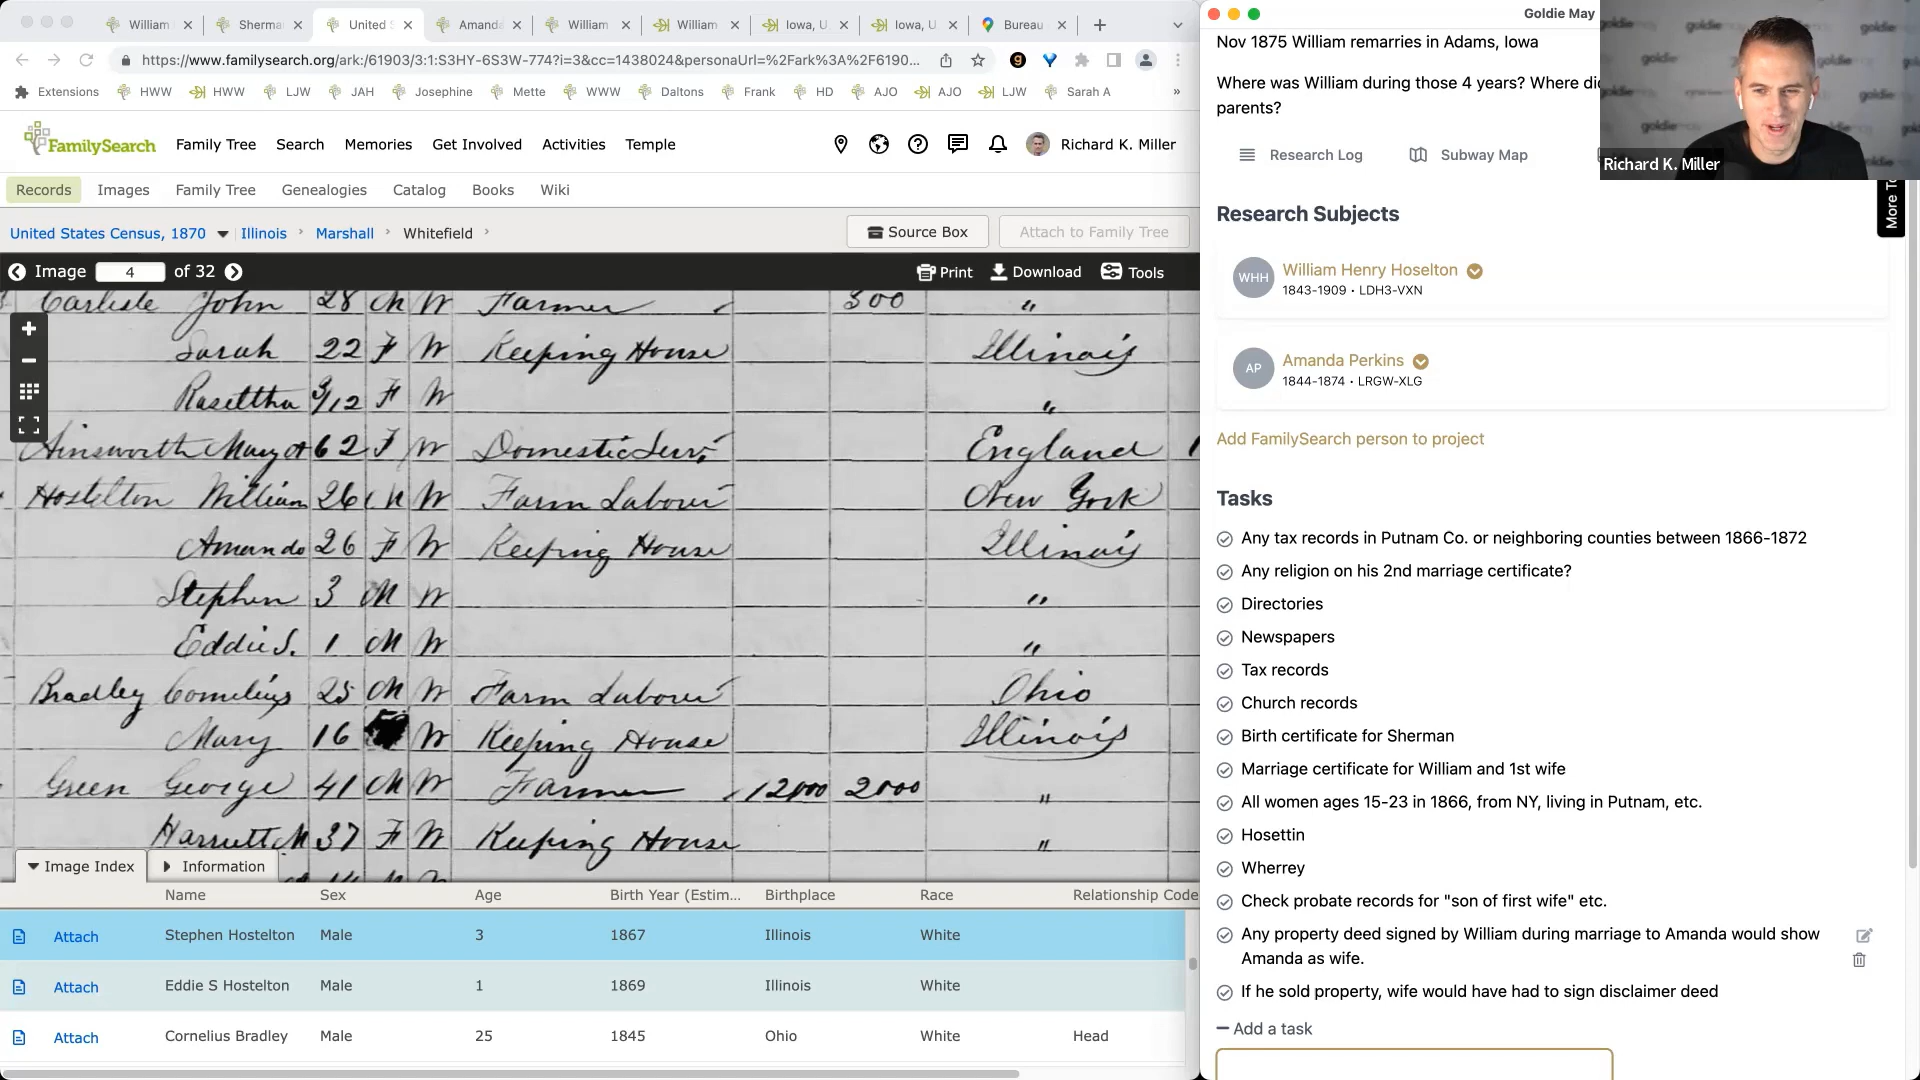 William
Sherma
United S
Amanda
William
William
Iowa, U
Iowa, U
Bureau
https://www.familysearch.org/ark:/61903/3:1:S3HY-6S3W-774?i=3&cc=1438024&personaUrl=%2Fark%3A%2F6190...
Extensions
HWW
HWW
LJW
JAH
Josephine
Mette
WWW
Daltons
Frank
HD
AJO
AJO
LJW
Sarah A
»
FamilySearch
Family Tree
Search
Memories
Get Involved
Activities
Temple
Richard K. Miller
Records
Images
Family Tree
Genealogies
Catalog
Books
Wiki
United States Census, 1870
Illinois
Marshall
Whitefield
Source Box
Attach to Family Tree
Image 4 of 32
Print
Download
Tools
Carlisle John 28 M W Farmer 300 "
Sarah 22 F W Keeping House Illinois
Rosettha 3/12 F W "
Ainsworth Mary A 62 F W Domestic Serv England
Hostelton William 26 M W Farm Labour New York
Amanda 26 F W Keeping House Illinois
Stephen 3 M W "
Eddie S. 1 M W "
Bradley Cornelius 25 M W Farm Labour Ohio
Mary 16 W Keeping House Illinois
Green George 41 M W Farmer 12000 2000 "
Harriett M 37 F W Keeping House "
Image Index
Information
Name Sex Age Birth Year (Estim... Birthplace Race Relationship Code
Attach Stephen Hostelton Male 3 1867 Illinois White
Attach Eddie S Hostelton Male 1 1869 Illinois White
Attach Cornelius Bradley Male 25 1845 Ohio White Head
Goldie May
Nov 1875 William remarries in Adams, Iowa
Where was William during those 4 years? Where di
parents?
Research Log
Subway Map
Richard K. Miller
More To
Research Subjects
WHH
William Henry Hoselton
1843-1909 • LDH3-VXN
AP
Amanda Perkins
1844-1874 • LRGW-XLG
Add FamilySearch person to project
Tasks
Any tax records in Putnam Co. or neighboring counties between 1866-1872
Any religion on his 2nd marriage certificate?
Directories
Newspapers
Tax records
Church records
Birth certificate for Sherman
Marriage certificate for William and 1st wife
All women ages 15-23 in 1866, from NY, living in Putnam, etc.
Hosettin
Wherrey
Check probate records for "son of first wife" etc.
Any property deed signed by William during marriage to Amanda would show
Amanda as wife.
If he sold property, wife would have had to sign disclaimer deed
Add a task